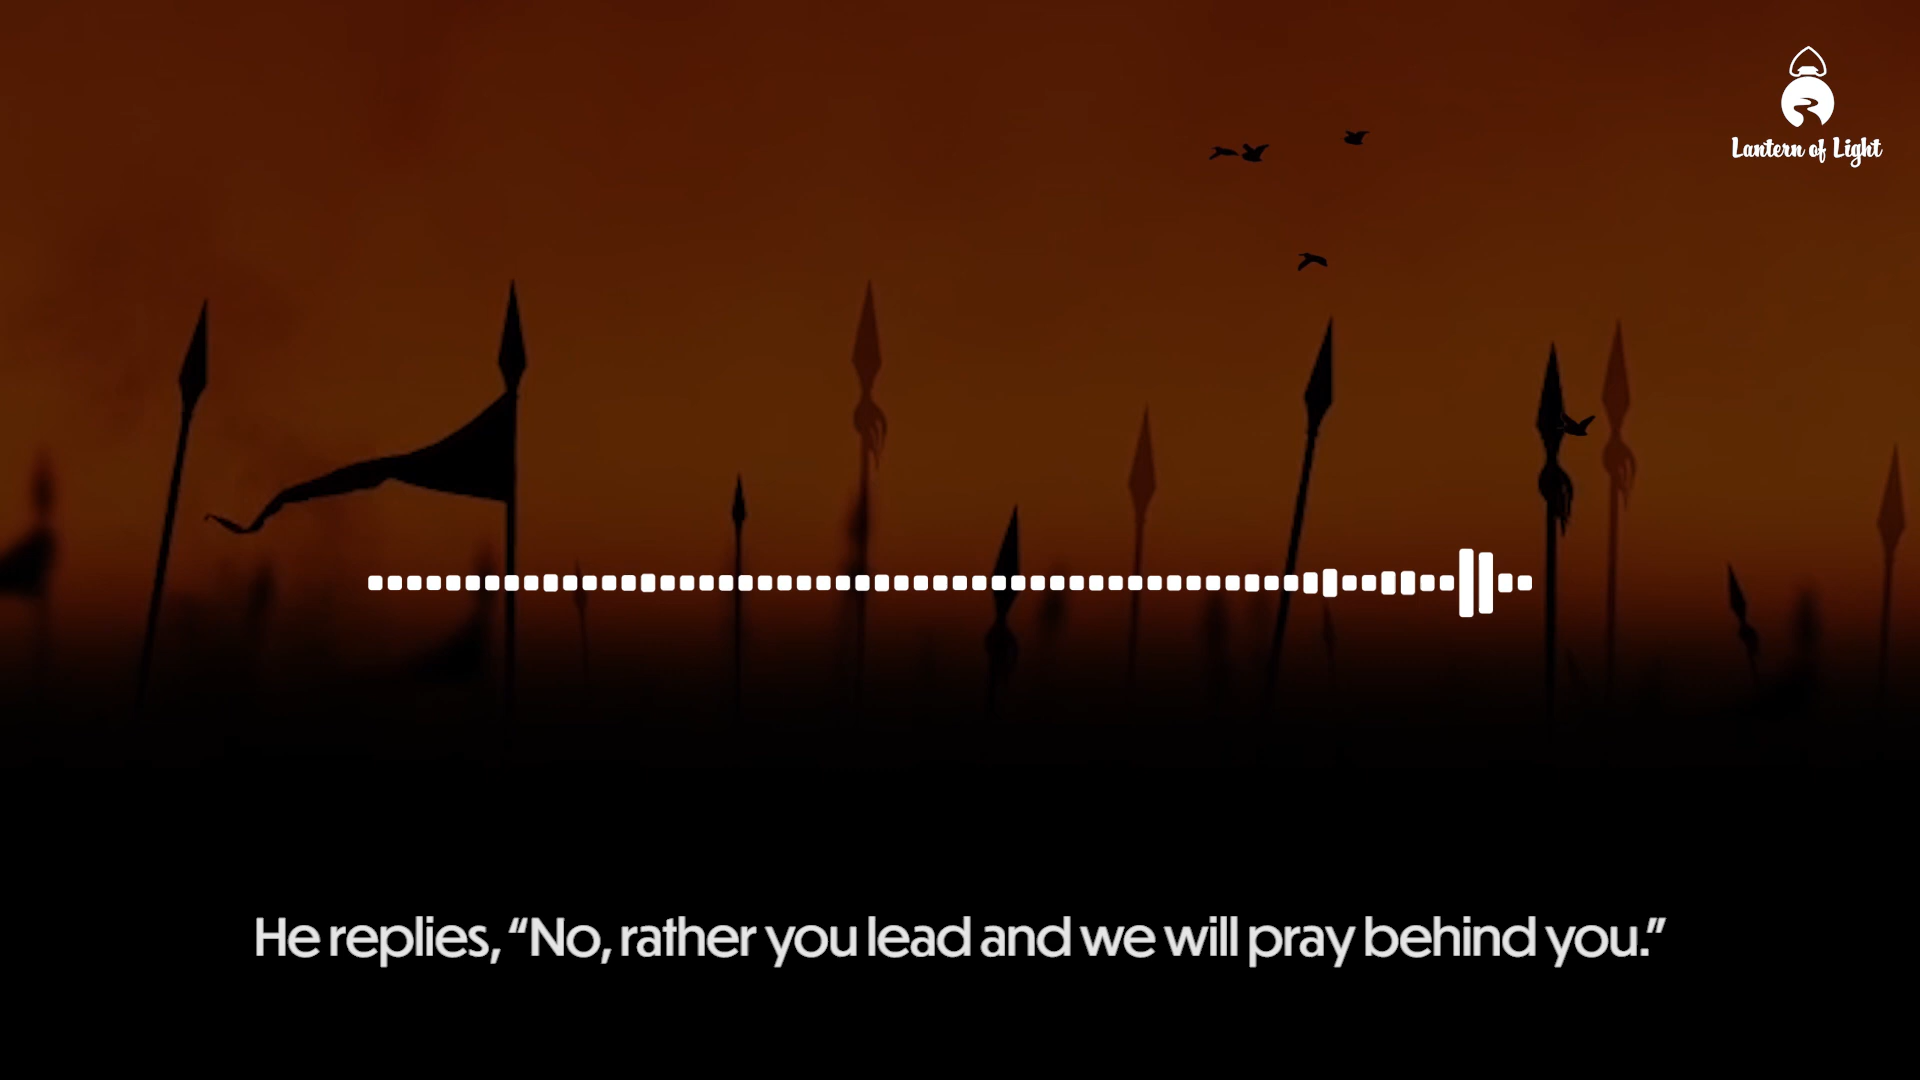 Lantern of Light
He replies, “No, rather you lead and we will pray behind you.”